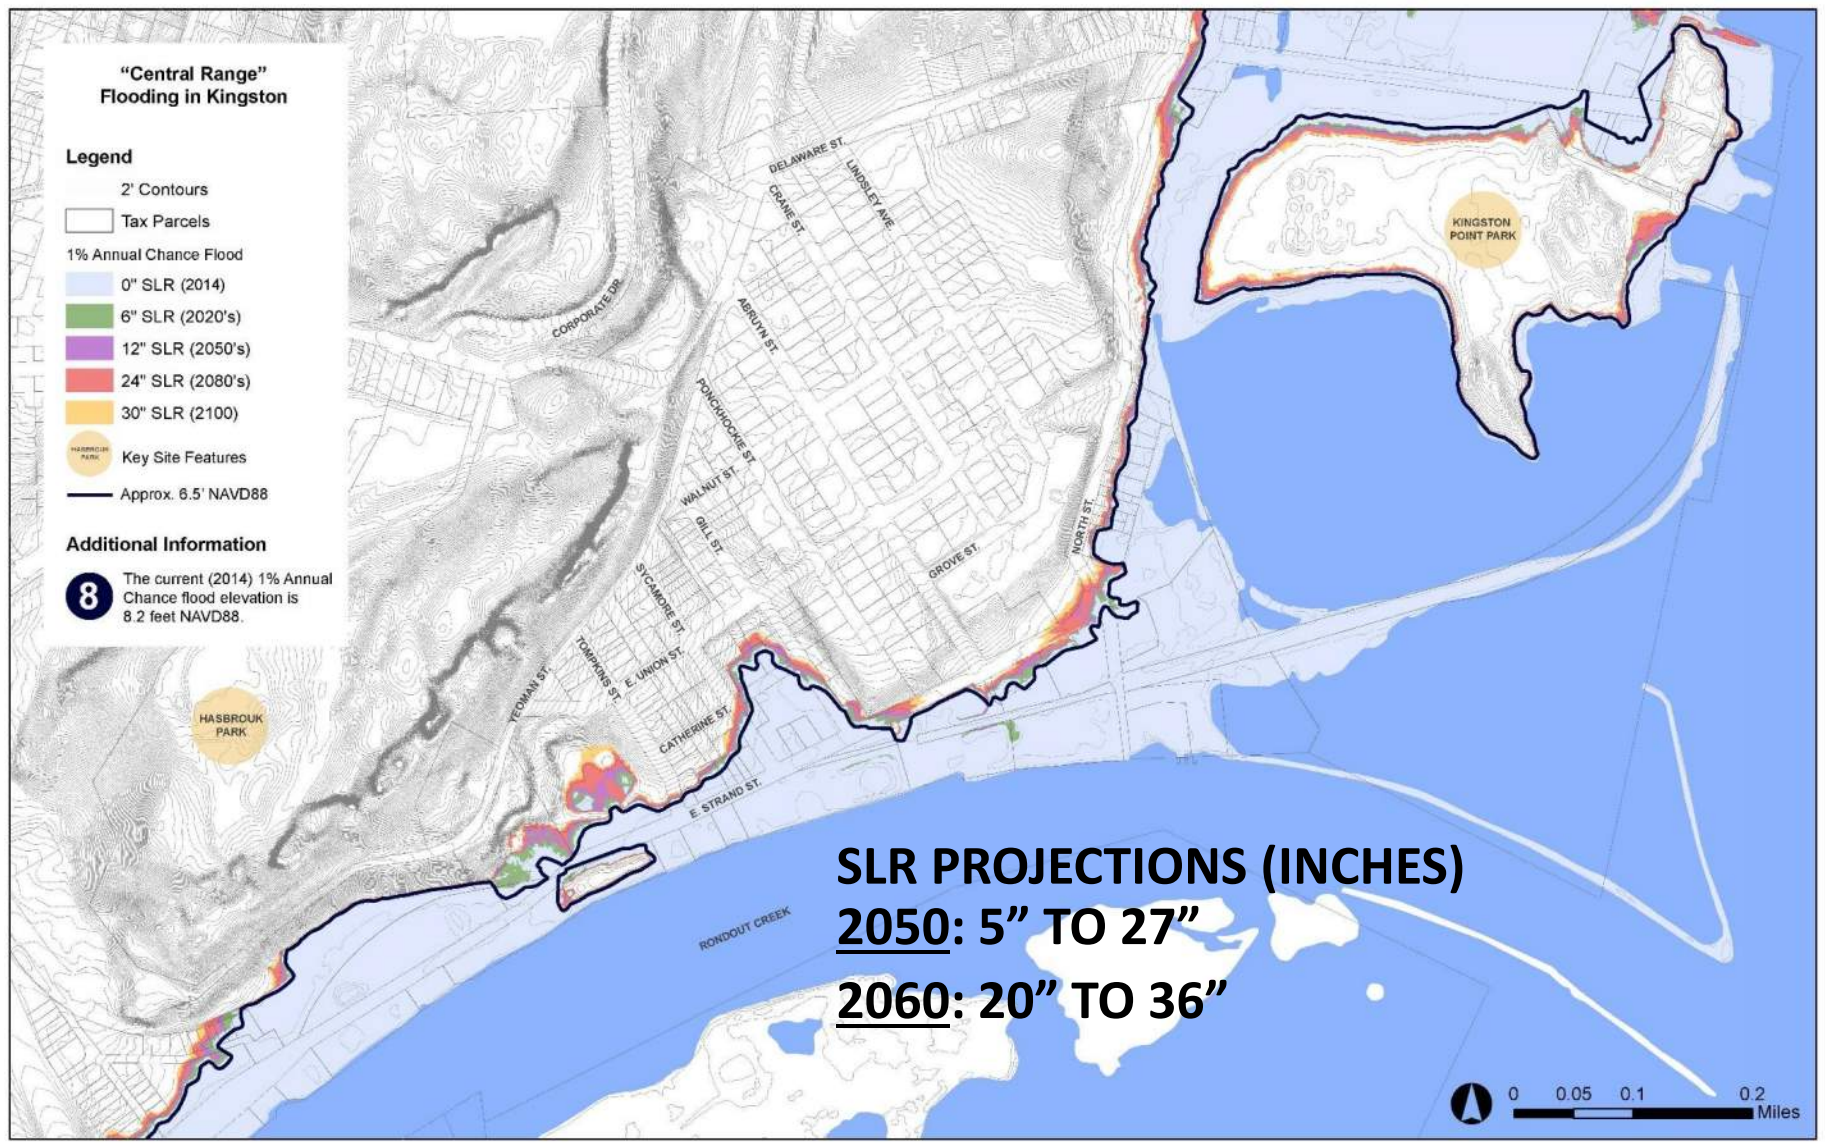 “Central Range”
Flooding in Kingston
Legend
2' Contours
Tax Parcels
1% Annual Chance Flood
0" SLR (2014)
6" SLR (2020's)
12" SLR (2050's)
24" SLR (2080's)
30" SLR (2100)
HASBROUK
PARK
Key Site Features
Approx. 6.5' NAVD88
Additional Information
8
The current (2014) 1% Annual
Chance flood elevation is
8.2 feet NAVD88.
DELAWARE ST.
LINDSLEY AVE.
CRANE ST.
CORPORATE DR.
ABRUYN ST.
PONCKHOCKIE ST.
WALNUT ST.
GILL ST.
SYCAMORE ST.
TOMPKINS ST.
E. UNION ST.
YEOMAN ST.
CATHERINE ST.
E. STRAND ST.
GROVE ST.
NORTH ST.
KINGSTON
POINT PARK
HASBROUK
PARK
RONDOUT CREEK
SLR PROJECTIONS (INCHES)
2050: 5” TO 27”
2060: 20” TO 36”
0 0.05 0.1 0.2
Miles